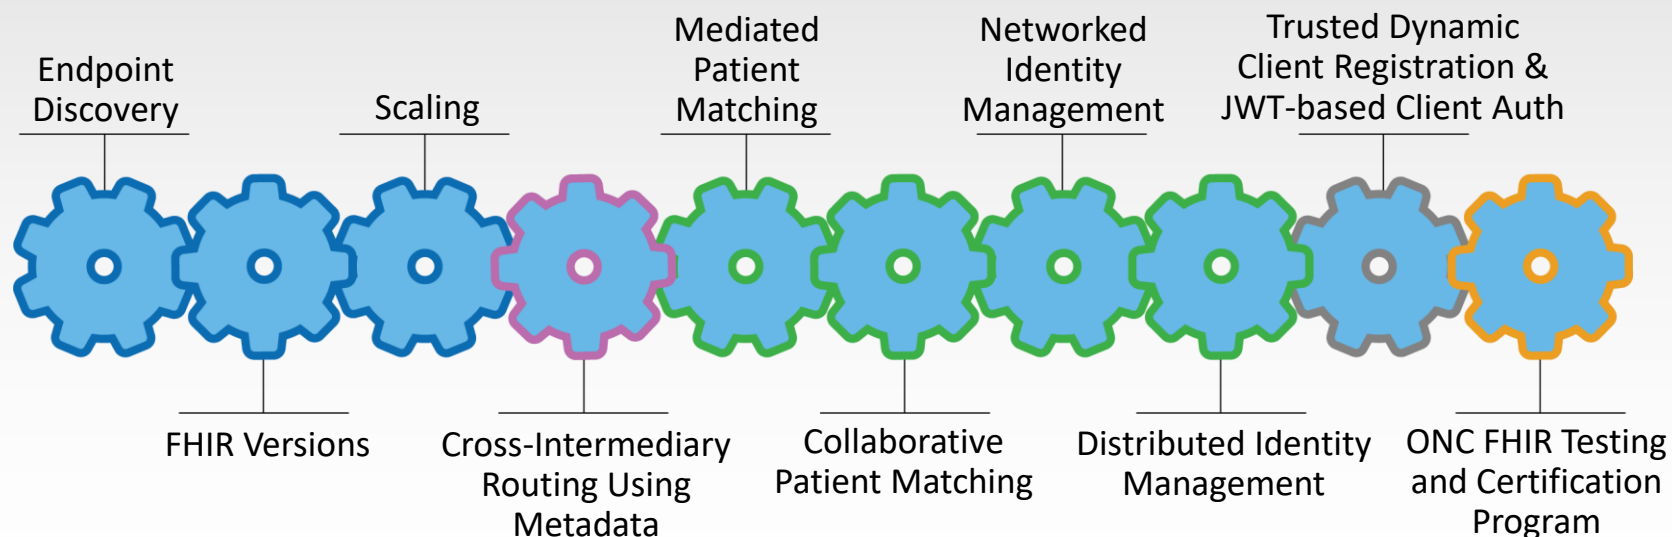 Endpoint
Discovery
Scaling
Mediated
Patient
Matching
Networked
Identity
Management
Trusted Dynamic
Client Registration &
JWT-based Client Auth
FHIR Versions
Cross-Intermediary
Routing Using
Metadata
Collaborative
Patient Matching
Distributed Identity
Management
ONC FHIR Testing
and Certification
Program